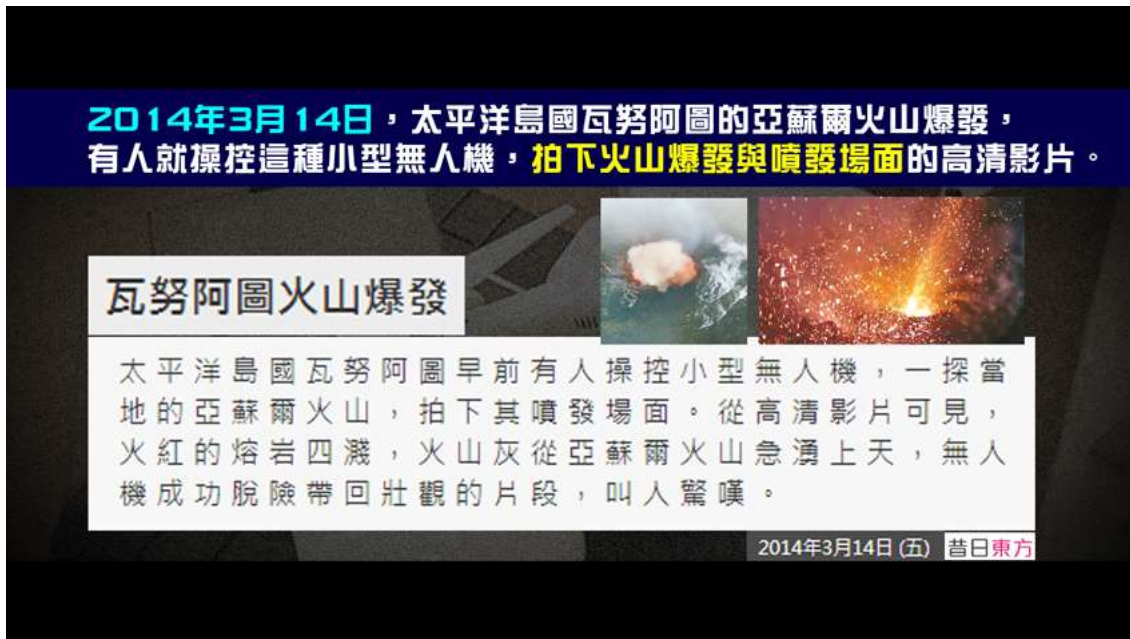 2014年3月14日，太平洋島國瓦努阿圖的亞蘇爾火山爆發，
有人就操控這種小型無人機，拍下火山爆發與噴發場面的高清影片。
瓦努阿圖火山爆發
太平洋島國瓦努阿圖早前有人操控小型無人機，一探當
地的亞蘇爾火山，拍下其噴發場面。從高清影片可見，
火紅的熔岩四濺，火山灰從亞蘇爾火山急湧上天，無人
機成功脫險帶回壯觀的片段，叫人驚嘆。
2014年3月14日 (五) 昔日東方